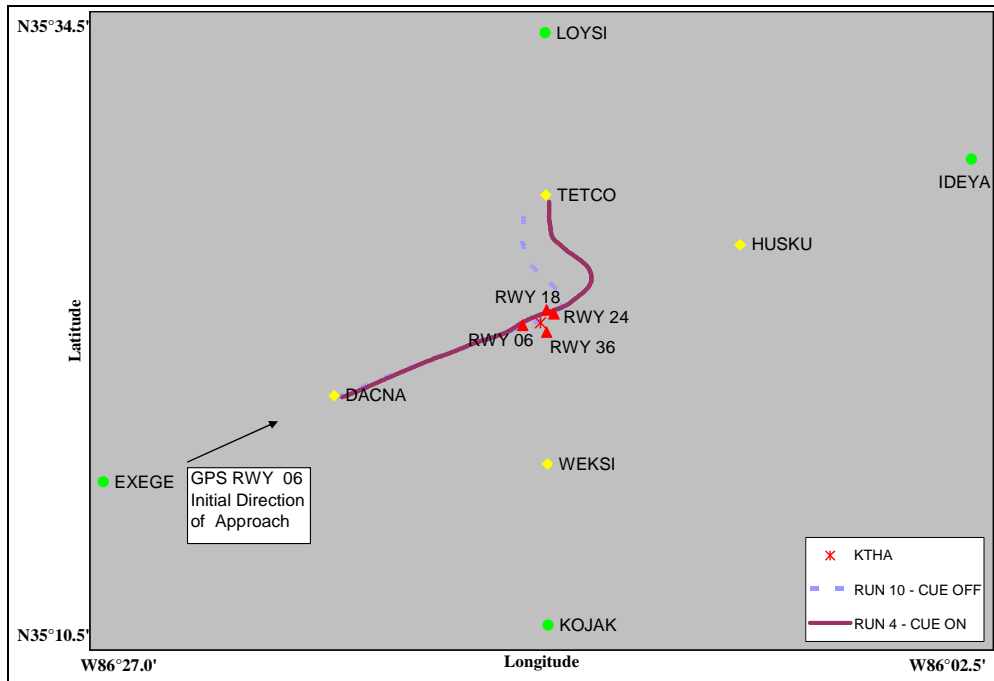 N35°34.5'
LOYSI
IDEYA
TETCO
HUSKU
RWY 18
RWY 24
RWY 06
RWY 36
Latitude
DACNA
WEKSI
EXEGE
GPS RWY 06
Initial Direction
of Approach
KTHA
RUN 10 - CUE OFF
RUN 4 - CUE ON
KOJAK
N35°10.5'
W86°27.0'
Longitude
W86°02.5'